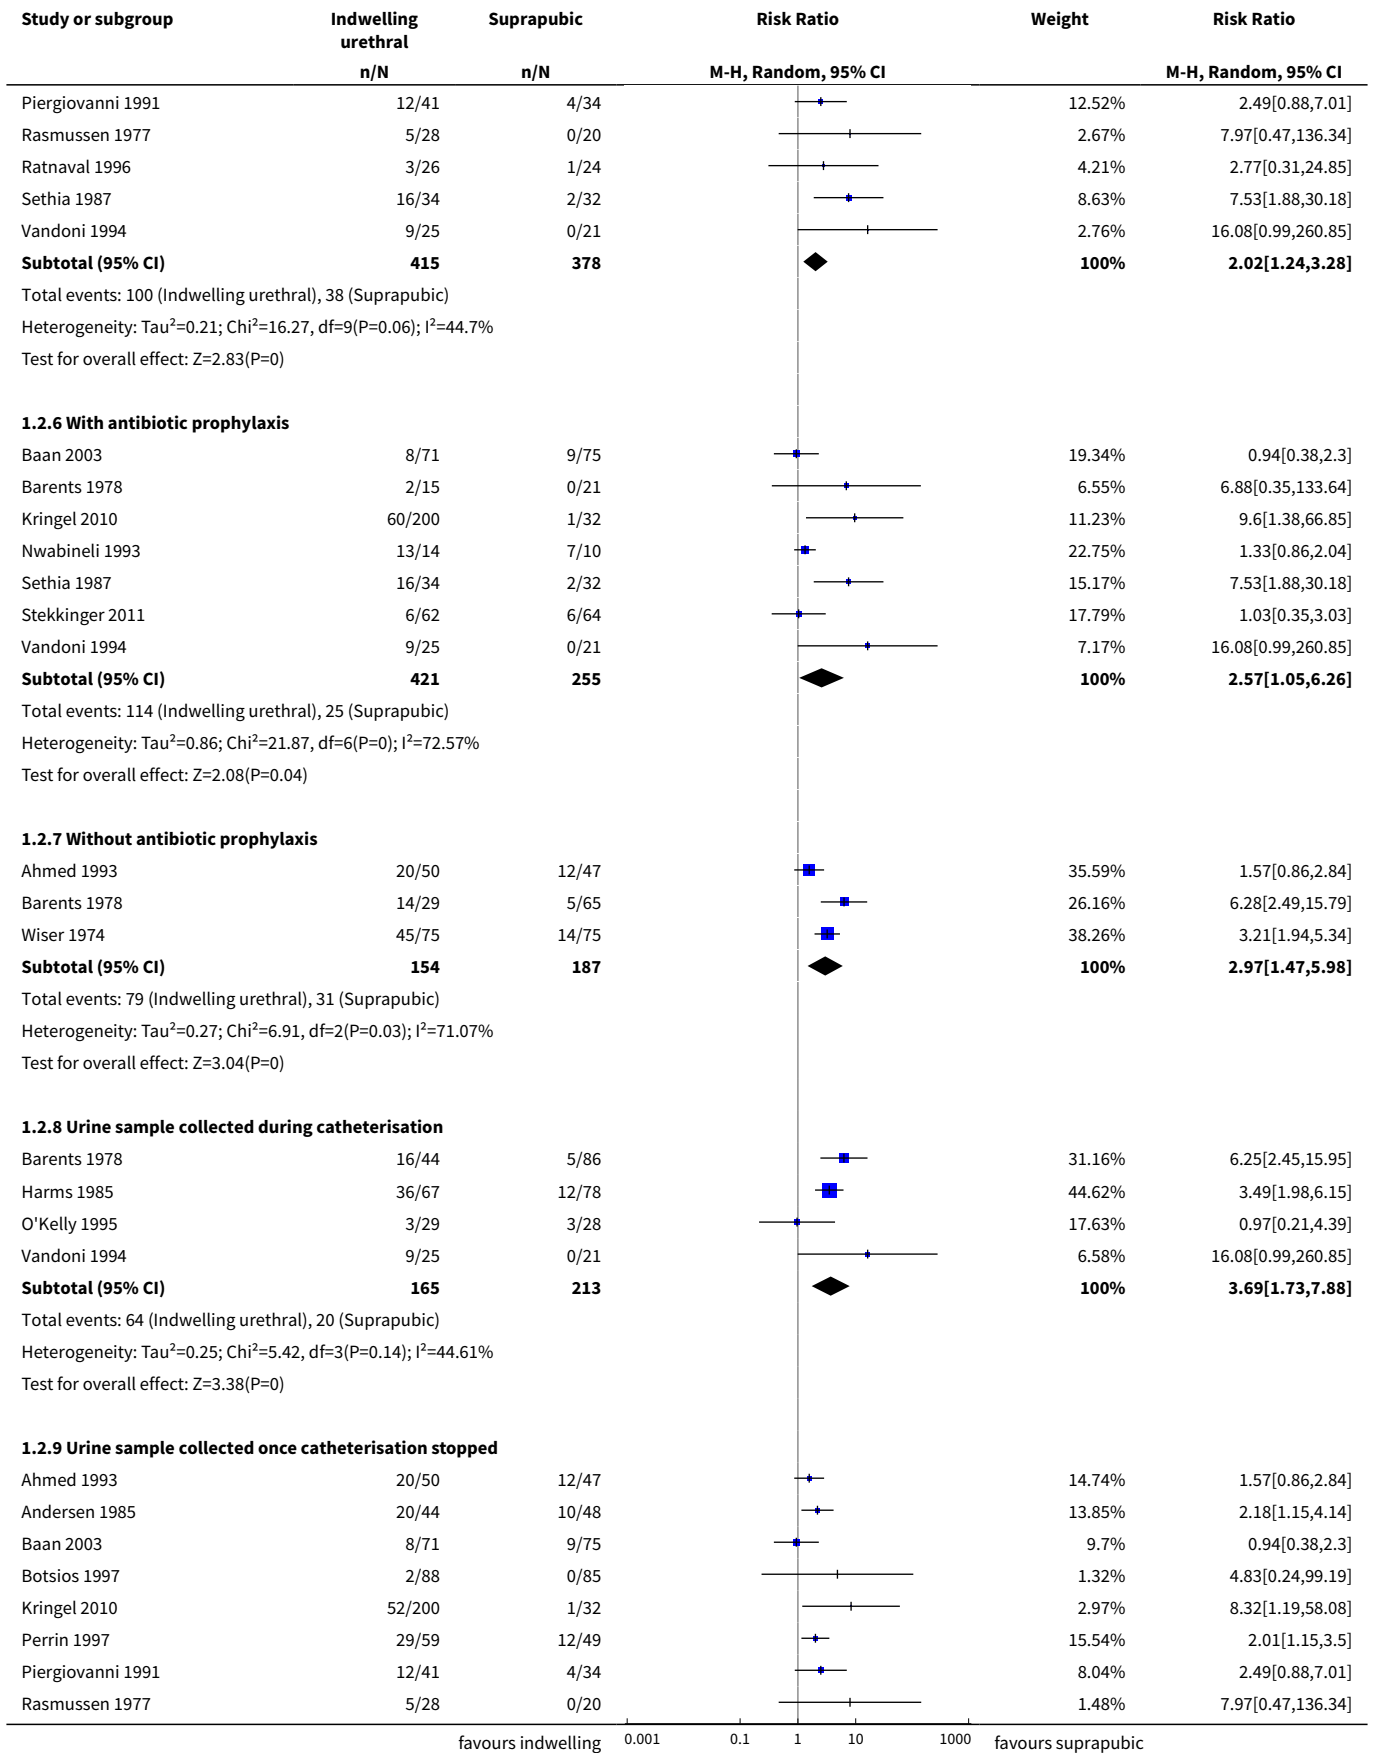 Study or subgroup Indwelling urethral Suprapubic Risk Ratio Weight Risk Ratio
n/N n/N M-H, Random, 95% CI M-H, Random, 95% CI
Piergiovanni 1991 12/41 4/34 12.52% 2.49[0.88,7.01]
Rasmussen 1977 5/28 0/20 2.67% 7.97[0.47,136.34]
Ratnaval 1996 3/26 1/24 4.21% 2.77[0.31,24.85]
Sethia 1987 16/34 2/32 8.63% 7.53[1.88,30.18]
Vandoni 1994 9/25 0/21 2.76% 16.08[0.99,260.85]
Subtotal (95% CI) 415 378 100% 2.02[1.24,3.28]
Total events: 100 (Indwelling urethral), 38 (Suprapubic)
Heterogeneity: Tau²=0.21; Chi²=16.27, df=9(P=0.06); I²=44.7%
Test for overall effect: Z=2.83(P=0)
1.2.6 With antibiotic prophylaxis
Baan 2003 8/71 9/75 19.34% 0.94[0.38,2.3]
Barents 1978 2/15 0/21 6.55% 6.88[0.35,133.64]
Kringel 2010 60/200 1/32 11.23% 9.6[1.38,66.85]
Nwabineli 1993 13/14 7/10 22.75% 1.33[0.86,2.04]
Sethia 1987 16/34 2/32 15.17% 7.53[1.88,30.18]
Stekkinger 2011 6/62 6/64 17.79% 1.03[0.35,3.03]
Vandoni 1994 9/25 0/21 7.17% 16.08[0.99,260.85]
Subtotal (95% CI) 421 255 100% 2.57[1.05,6.26]
Total events: 114 (Indwelling urethral), 25 (Suprapubic)
Heterogeneity: Tau²=0.86; Chi²=21.87, df=6(P=0); I²=72.57%
Test for overall effect: Z=2.08(P=0.04)
1.2.7 Without antibiotic prophylaxis
Ahmed 1993 20/50 12/47 35.59% 1.57[0.86,2.84]
Barents 1978 14/29 5/65 26.16% 6.28[2.49,15.79]
Wiser 1974 45/75 14/75 38.26% 3.21[1.94,5.34]
Subtotal (95% CI) 154 187 100% 2.97[1.47,5.98]
Total events: 79 (Indwelling urethral), 31 (Suprapubic)
Heterogeneity: Tau²=0.27; Chi²=6.91, df=2(P=0.03); I²=71.07%
Test for overall effect: Z=3.04(P=0)
1.2.8 Urine sample collected during catheterisation
Barents 1978 16/44 5/86 31.16% 6.25[2.45,15.95]
Harms 1985 36/67 12/78 44.62% 3.49[1.98,6.15]
O'Kelly 1995 3/29 3/28 17.63% 0.97[0.21,4.39]
Vandoni 1994 9/25 0/21 6.58% 16.08[0.99,260.85]
Subtotal (95% CI) 165 213 100% 3.69[1.73,7.88]
Total events: 64 (Indwelling urethral), 20 (Suprapubic)
Heterogeneity: Tau²=0.25; Chi²=5.42, df=3(P=0.14); I²=44.61%
Test for overall effect: Z=3.38(P=0)
1.2.9 Urine sample collected once catheterisation stopped
Ahmed 1993 20/50 12/47 14.74% 1.57[0.86,2.84]
Andersen 1985 20/44 10/48 13.85% 2.18[1.15,4.14]
Baan 2003 8/71 9/75 9.7% 0.94[0.38,2.3]
Botsios 1997 2/88 0/85 1.32% 4.83[0.24,99.19]
Kringel 2010 52/200 1/32 2.97% 8.32[1.19,58.08]
Perrin 1997 29/59 12/49 15.54% 2.01[1.15,3.5]
Piergiovanni 1991 12/41 4/34 8.04% 2.49[0.88,7.01]
Rasmussen 1977 5/28 0/20 1.48% 7.97[0.47,136.34]
favours indwelling 0.001 0.1 1 10 1000 favours suprapubic